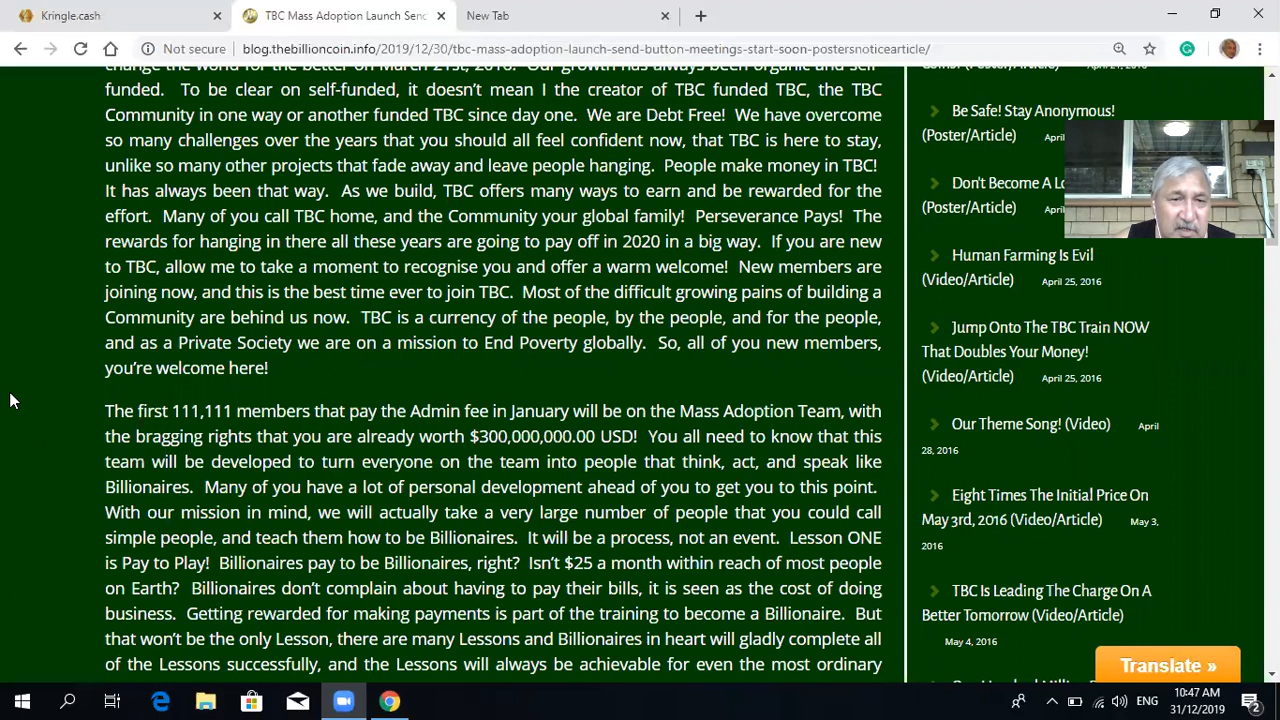 Kringle.cash
TBC Mass Adoption Launch Send
New Tab
Not secure
blog.thebillioncoin.info/2019/12/30/tbc-mass-adoption-launch-send-button-meetings-start-soon-postersnoticearticle/
change the world for the better on March 21st, 2016. Our growth has always been organic and self-
funded. To be clear on self-funded, it doesn't mean I the creator of TBC funded TBC, the TBC
Community in one way or another funded TBC since day one. We are Debt Free! We have overcome
so many challenges over the years that you should all feel confident now, that TBC is here to stay,
unlike so many other projects that fade away and leave people hanging. People make money in TBC!
It has always been that way. As we build, TBC offers many ways to earn and be rewarded for the
effort. Many of you call TBC home, and the Community your global family! Perseverance Pays! The
rewards for hanging in there all these years are going to pay off in 2020 in a big way. If you are new
to TBC, allow me to take a moment to recognise you and offer a warm welcome! New members are
joining now, and this is the best time ever to join TBC. Most of the difficult growing pains of building a
Community are behind us now. TBC is a currency of the people, by the people, and for the people,
and as a Private Society we are on a mission to End Poverty globally. So, all of you new members,
you're welcome here!
The first 111,111 members that pay the Admin fee in January will be on the Mass Adoption Team, with
the bragging rights that you are already worth $300,000,000.00 USD! You all need to know that this
team will be developed to turn everyone on the team into people that think, act, and speak like
Billionaires. Many of you have a lot of personal development ahead of you to get you to this point.
With our mission in mind, we will actually take a very large number of people that you could call
simple people, and teach them how to be Billionaires. It will be a process, not an event. Lesson ONE
is Pay to Play! Billionaires pay to be Billionaires, right? Isn't $25 a month within reach of most people
on Earth? Billionaires don't complain about having to pay their bills, it is seen as the cost of doing
business. Getting rewarded for making payments is part of the training to become a Billionaire. But
that won't be the only Lesson, there are many Lessons and Billionaires in heart will gladly complete all
of the Lessons successfully, and the Lessons will always be achievable for even the most ordinary
(Poster/Article) April 21, 2016
Be Safe! Stay Anonymous!
(Poster/Article) April
Don't Become A
(Poster/Article) April
Human Farming Is Evil
(Video/Article) April 25, 2016
Jump Onto The TBC Train NOW
That Doubles Your Money!
(Video/Article) April 25, 2016
Our Theme Song! (Video) April
28, 2016
Eight Times The Initial Price On
May 3rd, 2016 (Video/Article) May 3,
2016
TBC Is Leading The Charge On A
Better Tomorrow (Video/Article)
May 4, 2016
Translate »
ENG
10:47 AM
31/12/2019
2